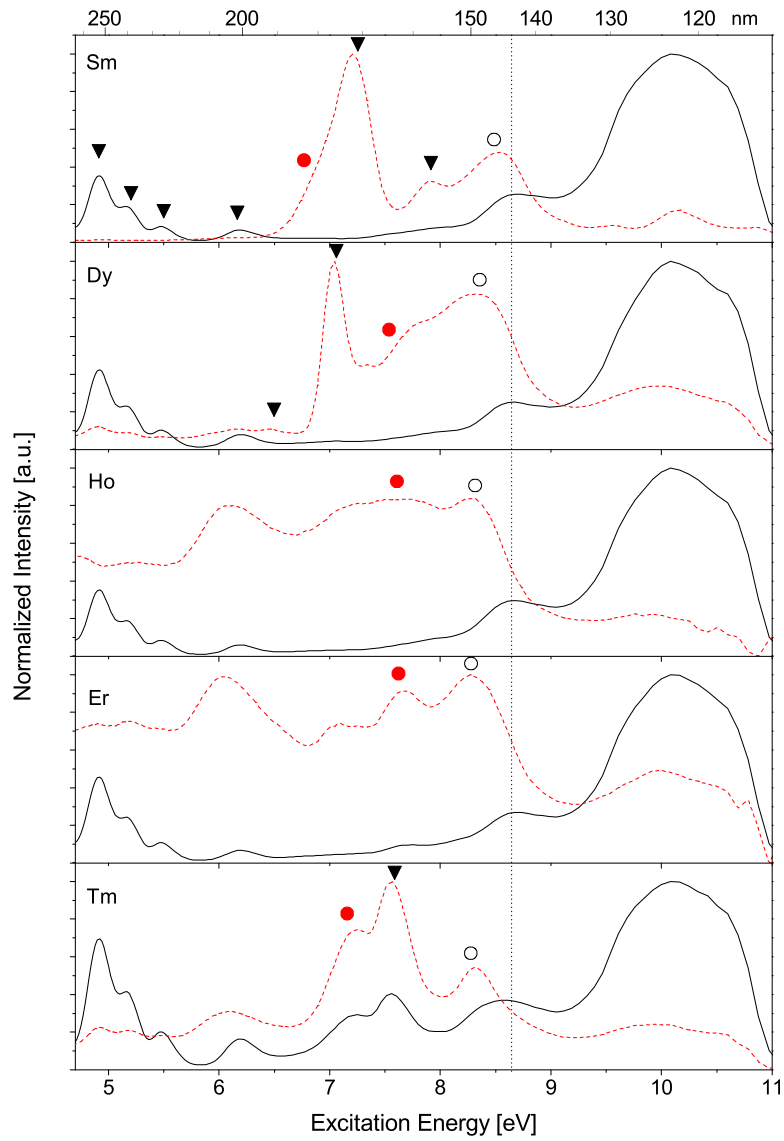 250 200 150 140 130 120 nm
Sm
Dy
Ho
Er
Tm
Normalized Intensity [a.u.]
5 6 7 8 9 10 11
Excitation Energy [eV]